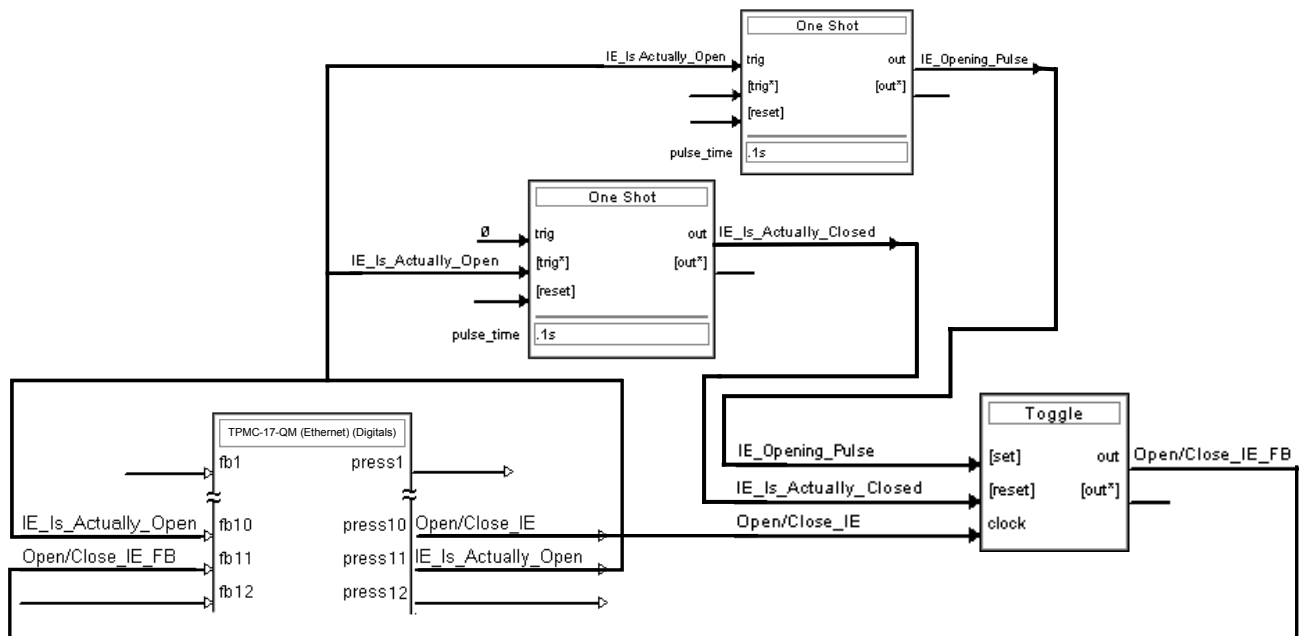 One Shot
IE_Is Actually_Open trig out IE_Opening_Pulse
[trig*] [out*]
[reset]
pulse_time .1s
One Shot
Ø trig out IE_Is_Actually_Closed
IE_Is_Actually_Open [trig*] [out*]
[reset]
pulse_time .1s
Toggle
IE_Opening_Pulse [set] out Open/Close_IE_FB
IE_Is_Actually_Closed [reset] [out*]
Open/Close_IE clock
TPMC-17-QM (Ethernet) (Digitals)
fb1 press1
IE_Is_Actually_Open fb10 press10 Open/Close_IE
Open/Close_IE_FB fb11 press11 IE_Is_Actually_Open
fb12 press12